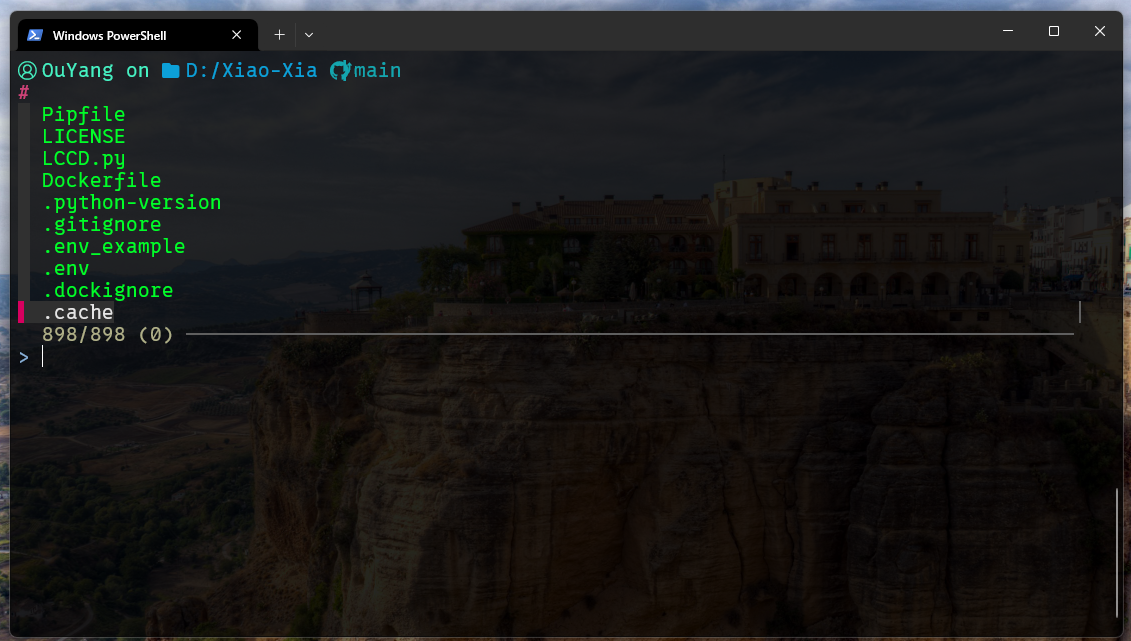 Windows PowerShell
OuYang on D:/Xiao-Xia main
#
Pipfile
LICENSE
LCCD.py
Dockerfile
.python-version
.gitignore
.env_example
.env
.dockignore
.cache
898/898 (0)
>